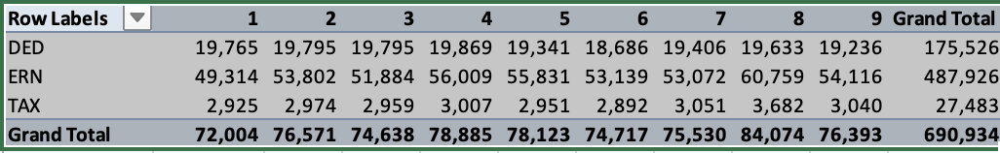 Row Labels 1 2 3 4 5 6 7 8 9 Grand Total
DED 19,765 19,795 19,795 19,869 19,341 18,686 19,406 19,633 19,236 175,526
ERN 49,314 53,802 51,884 56,009 55,831 53,139 53,072 60,759 54,116 487,926
TAX 2,925 2,974 2,959 3,007 2,951 2,892 3,051 3,682 3,040 27,483
Grand Total 72,004 76,571 74,638 78,885 78,123 74,717 75,530 84,074 76,393 690,934